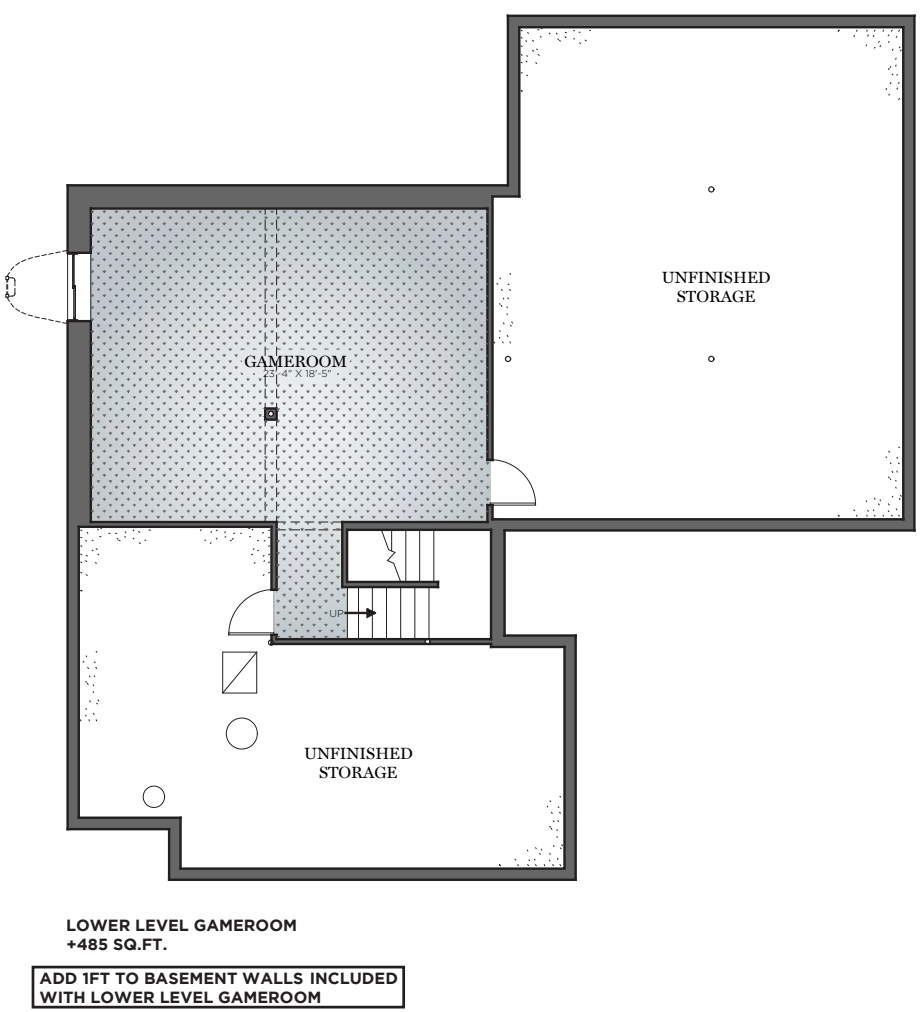 UNFINISHED
STORAGE
GAMEROOM
23'-4" X 18'-5"
UP
UNFINISHED
STORAGE
LOWER LEVEL GAMEROOM
+485 SQ.FT.
ADD 1FT TO BASEMENT WALLS INCLUDED
WITH LOWER LEVEL GAMEROOM